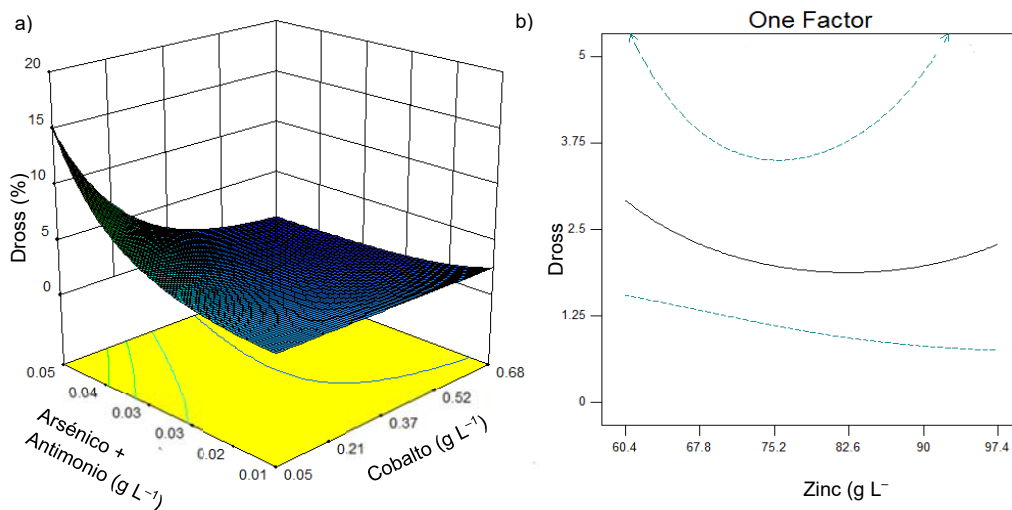 a)
20
15
10
5
0
Dross (%)
0.05
0.04
0.03
0.03
0.02
0.01
Arsénico +
Antimonio (g L⁻¹)
0.05
0.21
0.37
0.52
0.68
Cobalto (g L⁻¹)
b)
One Factor
5
3.75
2.5
1.25
0
Dross
60.4 67.8 75.2 82.6 90 97.4
Zinc (g L⁻